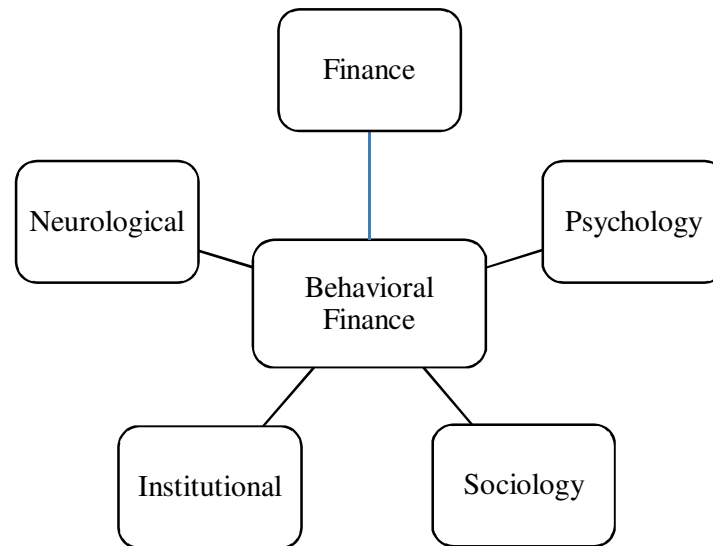 Finance
Neurological
Psychology
Behavioral
Finance
Institutional
Sociology